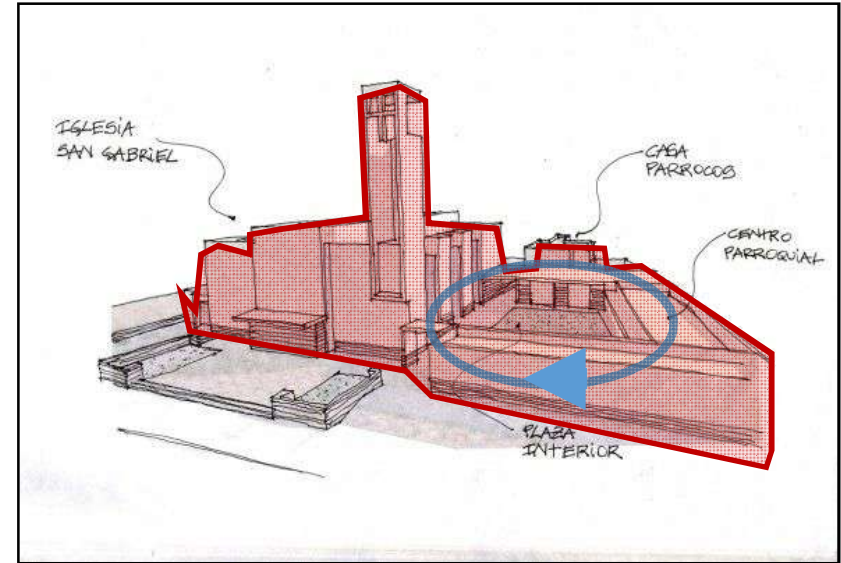 IGLESIA
SAN GABRIEL
CASA
PARROCOS
CENTRO
PARROQUIAL
PLAZA
INTERIOR